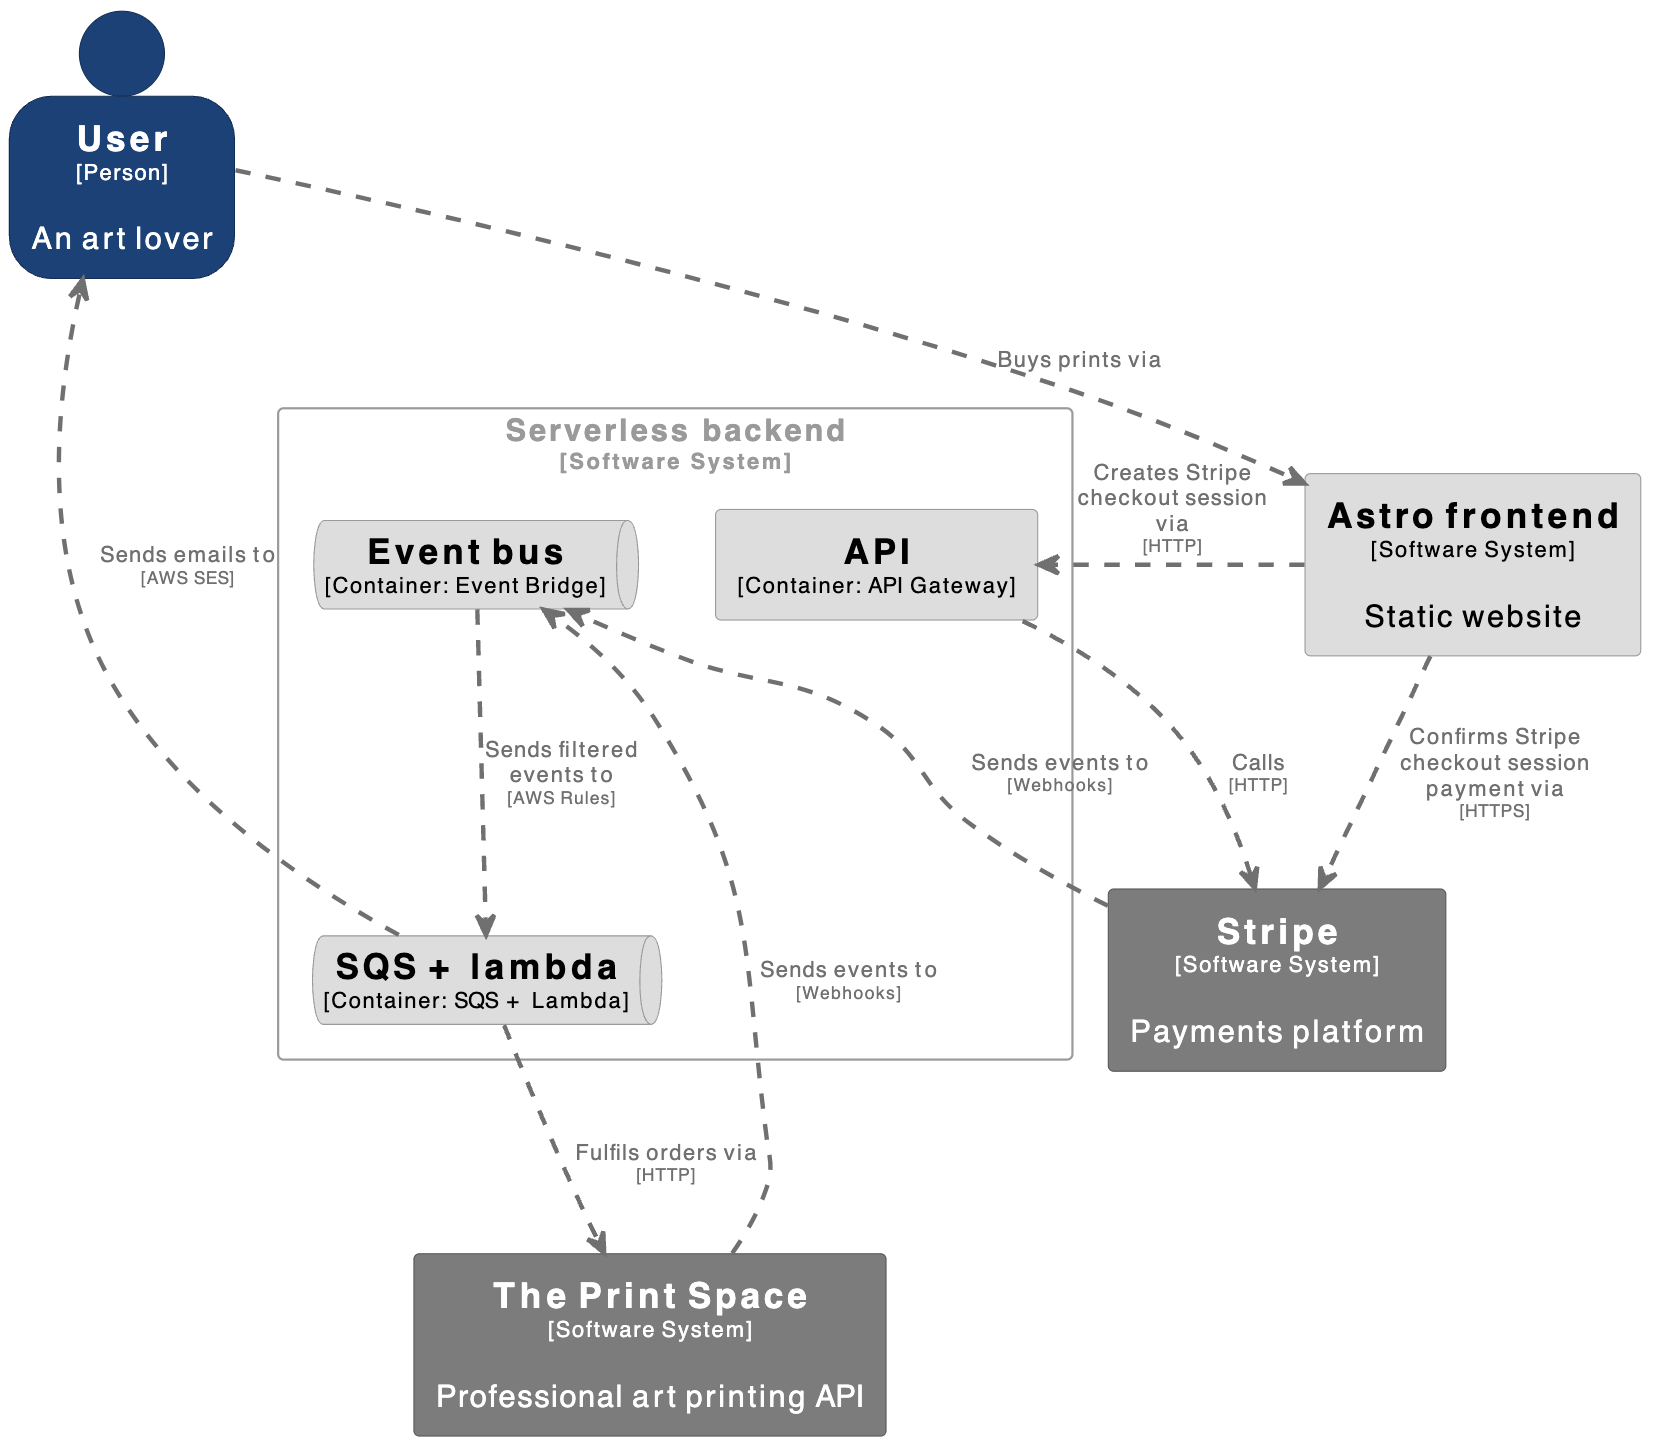 User
[Person]
An art lover
Buys prints via
Serverless backend
[Software System]
Creates Stripe
checkout session
via
[HTTP]
Astro frontend
[Software System]
Static website
Event bus
[Container: Event Bridge]
API
[Container: API Gateway]
Sends emails to
[AWS SES]
Sends filtered
events to
[AWS Rules]
Sends events to
[Webhooks]
Calls
[HTTP]
Confirms Stripe
checkout session
payment via
[HTTPS]
SQS + lambda
[Container: SQS + Lambda]
Sends events to
[Webhooks]
Stripe
[Software System]
Payments platform
Fulfils orders via
[HTTP]
The Print Space
[Software System]
Professional art printing API